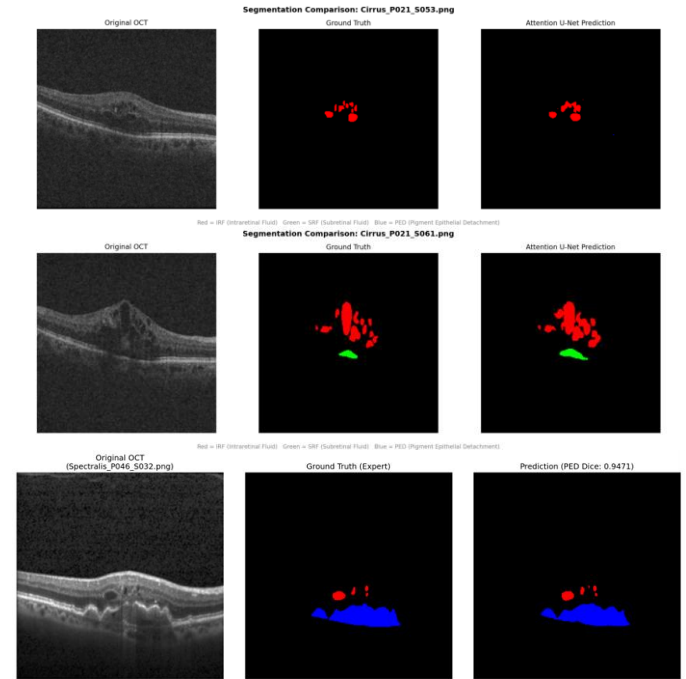 Segmentation Comparison: Cirrus_P021_S053.png
Original OCT Ground Truth Attention U-Net Prediction
Red = IRF (Intraretinal Fluid) Green = SRF (Subretinal Fluid) Blue = PED (Pigment Epithelial Detachment)
Segmentation Comparison: Cirrus_P021_S061.png
Original OCT Ground Truth Attention U-Net Prediction
Red = IRF (Intraretinal Fluid) Green = SRF (Subretinal Fluid) Blue = PED (Pigment Epithelial Detachment)
Original OCT
(Spectralis_P046_S032.png) Ground Truth (Expert) Prediction (PED Dice: 0.9471)